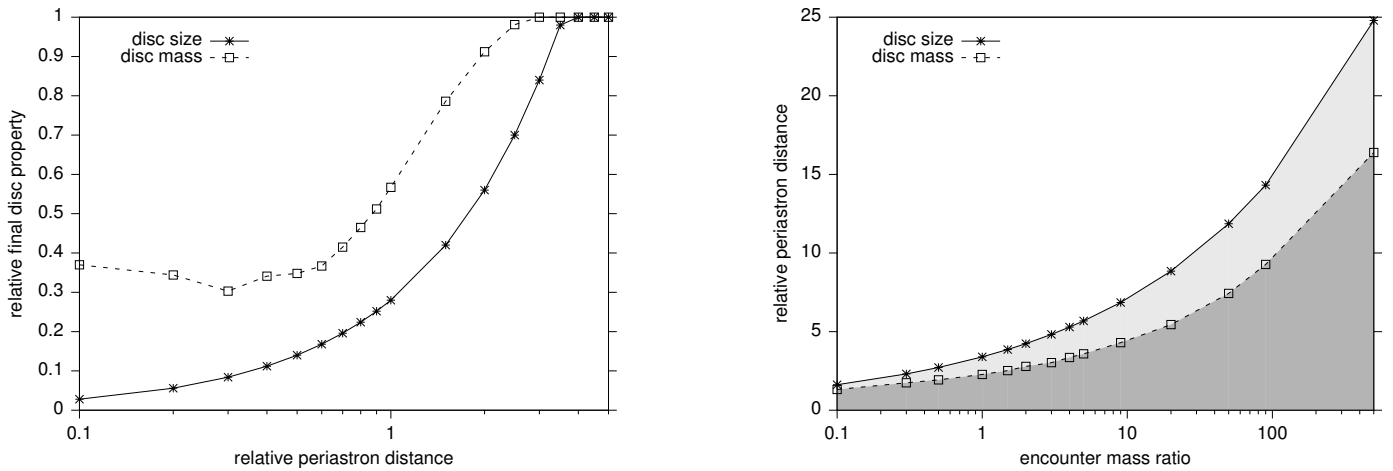 disc size
disc mass
1
0.9
0.8
0.7
0.6
0.5
0.4
0.3
0.2
0.1
0
relative final disc property
0.1
1
relative periastron distance
disc size
disc mass
25
20
15
10
5
0
relative periastron distance
0.1
1
10
100
encounter mass ratio